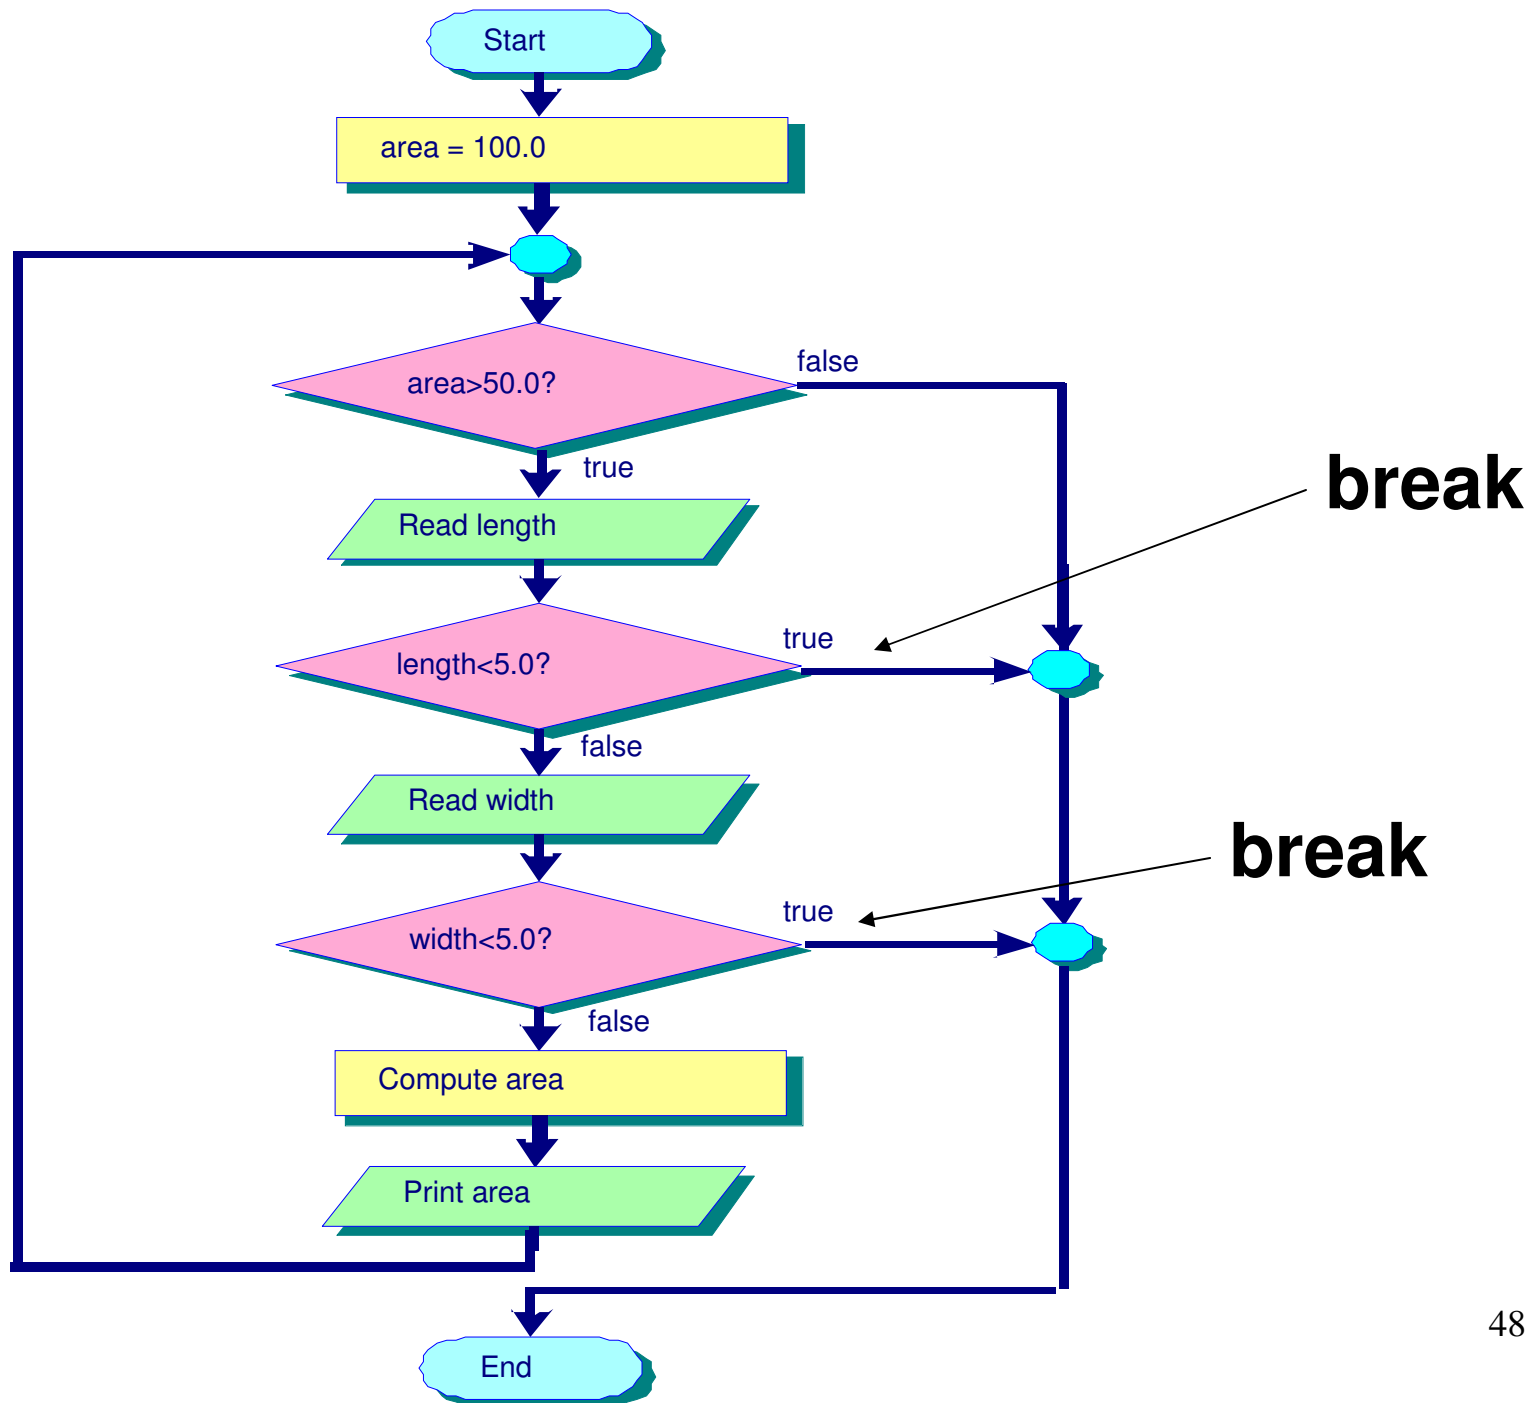 Start
area = 100.0
area>50.0?
false
true
break
Read length
true
length<5.0?
false
Read width
break
true
width<5.0?
false
Compute area
Print area
48
End